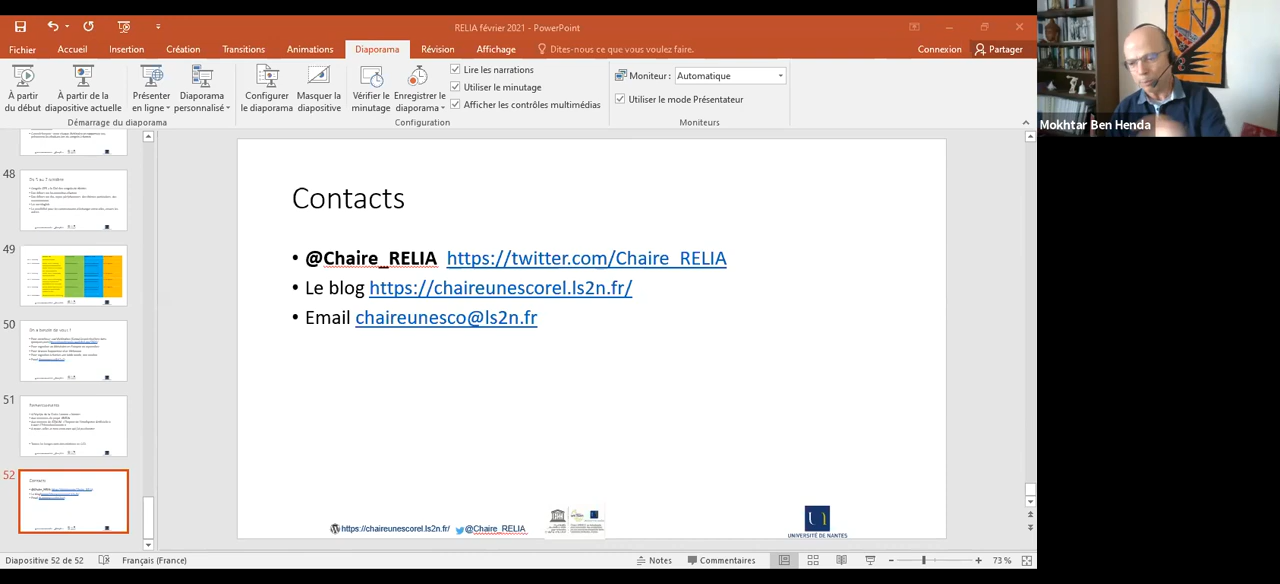 RELIA février 2021 - PowerPoint
Fichier Accueil Insertion Création Transitions Animations Diaporama Révision Affichage Dites-nous ce que vous voulez faire. Connexion Partager
À partir du début
À partir de la diapositive actuelle
Présenter en ligne
Diaporama personnalisé
Configurer le diaporama
Masquer la diapositive
Vérifier le minutage
Enregistrer le diaporama
Lire les narrations
Utiliser le minutage
Afficher les contrôles multimédias
Moniteur : Automatique
Utiliser le mode Présentateur
Démarrage du diaporama Configuration Moniteurs
Mokhtar Ben Henda
48
49
50
51
52
Contacts
• @Chaire_RELIA https://twitter.com/Chaire_RELIA
• Le blog https://chaireunescorel.ls2n.fr/
• Email chaireunesco@ls2n.fr
https://chaireunescorel.ls2n.fr/ @Chaire_RELIA
UNIVERSITÉ DE NANTES
Diapositive 52 de 52 Français (France) Notes Commentaires 73 %